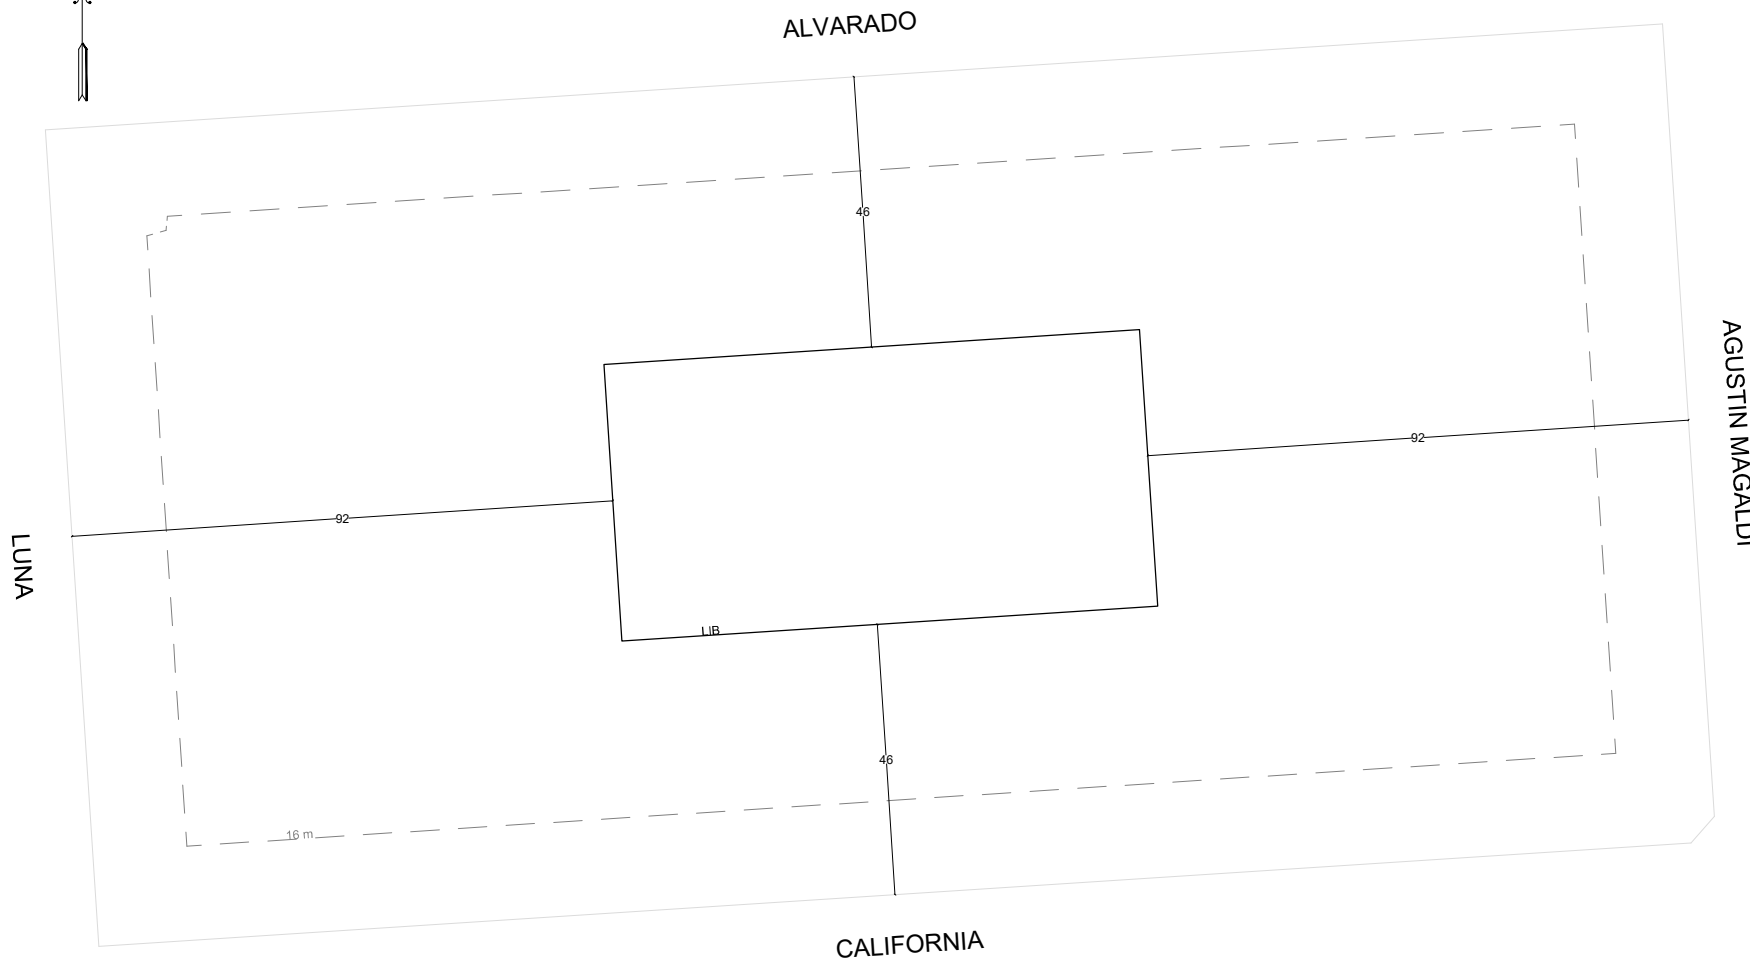 ALVARADO
46
AGUSTIN MAGALDI
92
92
LUNA
LIB
46
16 m
CALIFORNIA